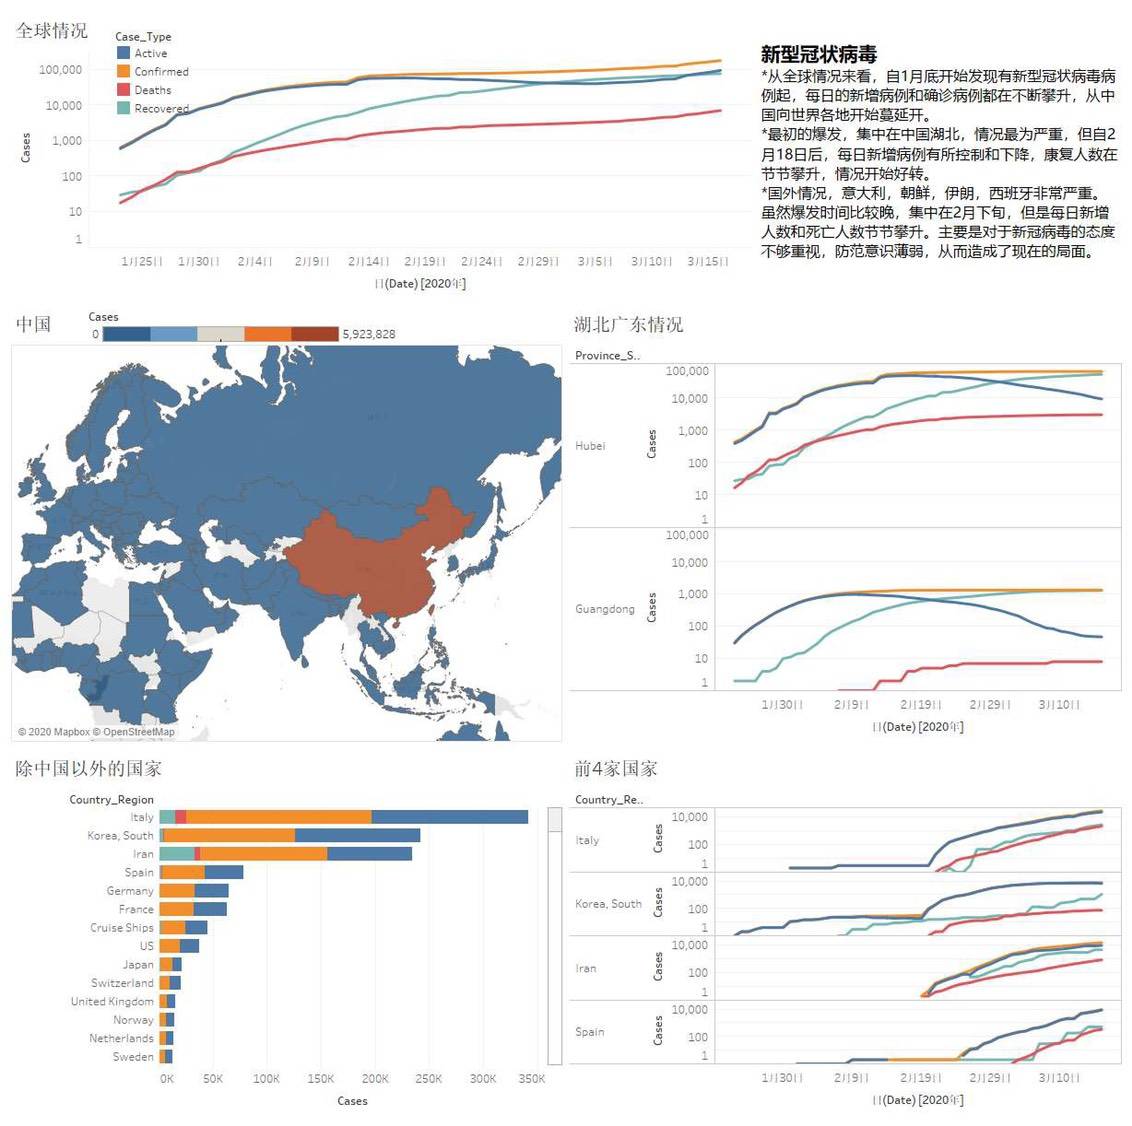 全球情况
Case_Type
Active
Confirmed
Deaths
Recovered
100,000
10,000
1,000
100
10
1
Cases
1月25日 1月30日 2月4日 2月9日 2月14日 2月19日 2月24日 2月29日 3月5日 3月10日 3月15日
日(Date) [2020年]
新型冠状病毒
*从全球情况来看，自1月底开始发现有新型冠状病毒病
例起，每日的新增病例和确诊病例都在不断攀升，从中
国向世界各地开始蔓延开。
*最初的爆发，集中在中国湖北，情况最为严重，但自2
月18日后，每日新增病例有所控制和下降，康复人数在
节节攀升，情况开始好转。
*国外情况，意大利，朝鲜，伊朗，西班牙非常严重。
虽然爆发时间比较晚，集中在2月下旬，但是每日新增
人数和死亡人数节节攀升。主要是对于新冠病毒的态度
不够重视，防范意识薄弱，从而造成了现在的局面。
中国
Cases
0 5,923,828
© 2020 Mapbox © OpenStreetMap
湖北广东情况
Province_S..
Hubei
Cases
100,000
10,000
1,000
100
10
1
Guangdong
Cases
100,000
10,000
1,000
100
10
1
1月30日 2月9日 2月19日 2月29日 3月10日
日(Date) [2020年]
除中国以外的国家
Country_Region
Italy
Korea, South
Iran
Spain
Germany
France
Cruise Ships
US
Japan
Switzerland
United Kingdom
Norway
Netherlands
Sweden
0K 50K 100K 150K 200K 250K 300K 350K
Cases
前4家国家
Country_Re..
Italy
Cases
10,000
100
1
Korea, South
Cases
10,000
100
1
Iran
Cases
10,000
100
1
Spain
Cases
10,000
100
1
1月30日 2月9日 2月19日 2月29日 3月10日
日(Date) [2020年]